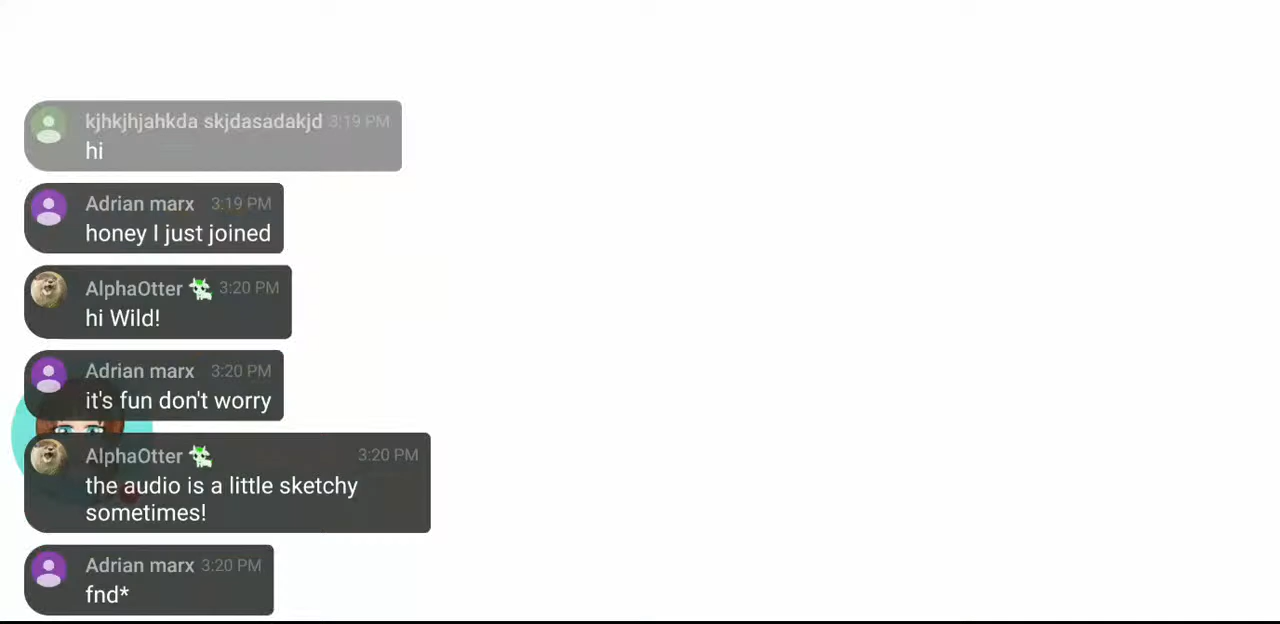 kjhkjhjahkda skjdasadakjd 3:19 PM
hi
Adrian marx 3:19 PM
honey I just joined
AlphaOtter 3:20 PM
hi Wild!
Adrian marx 3:20 PM
it's fun don't worry
AlphaOtter 3:20 PM
the audio is a little sketchy
sometimes!
Adrian marx 3:20 PM
fnd*